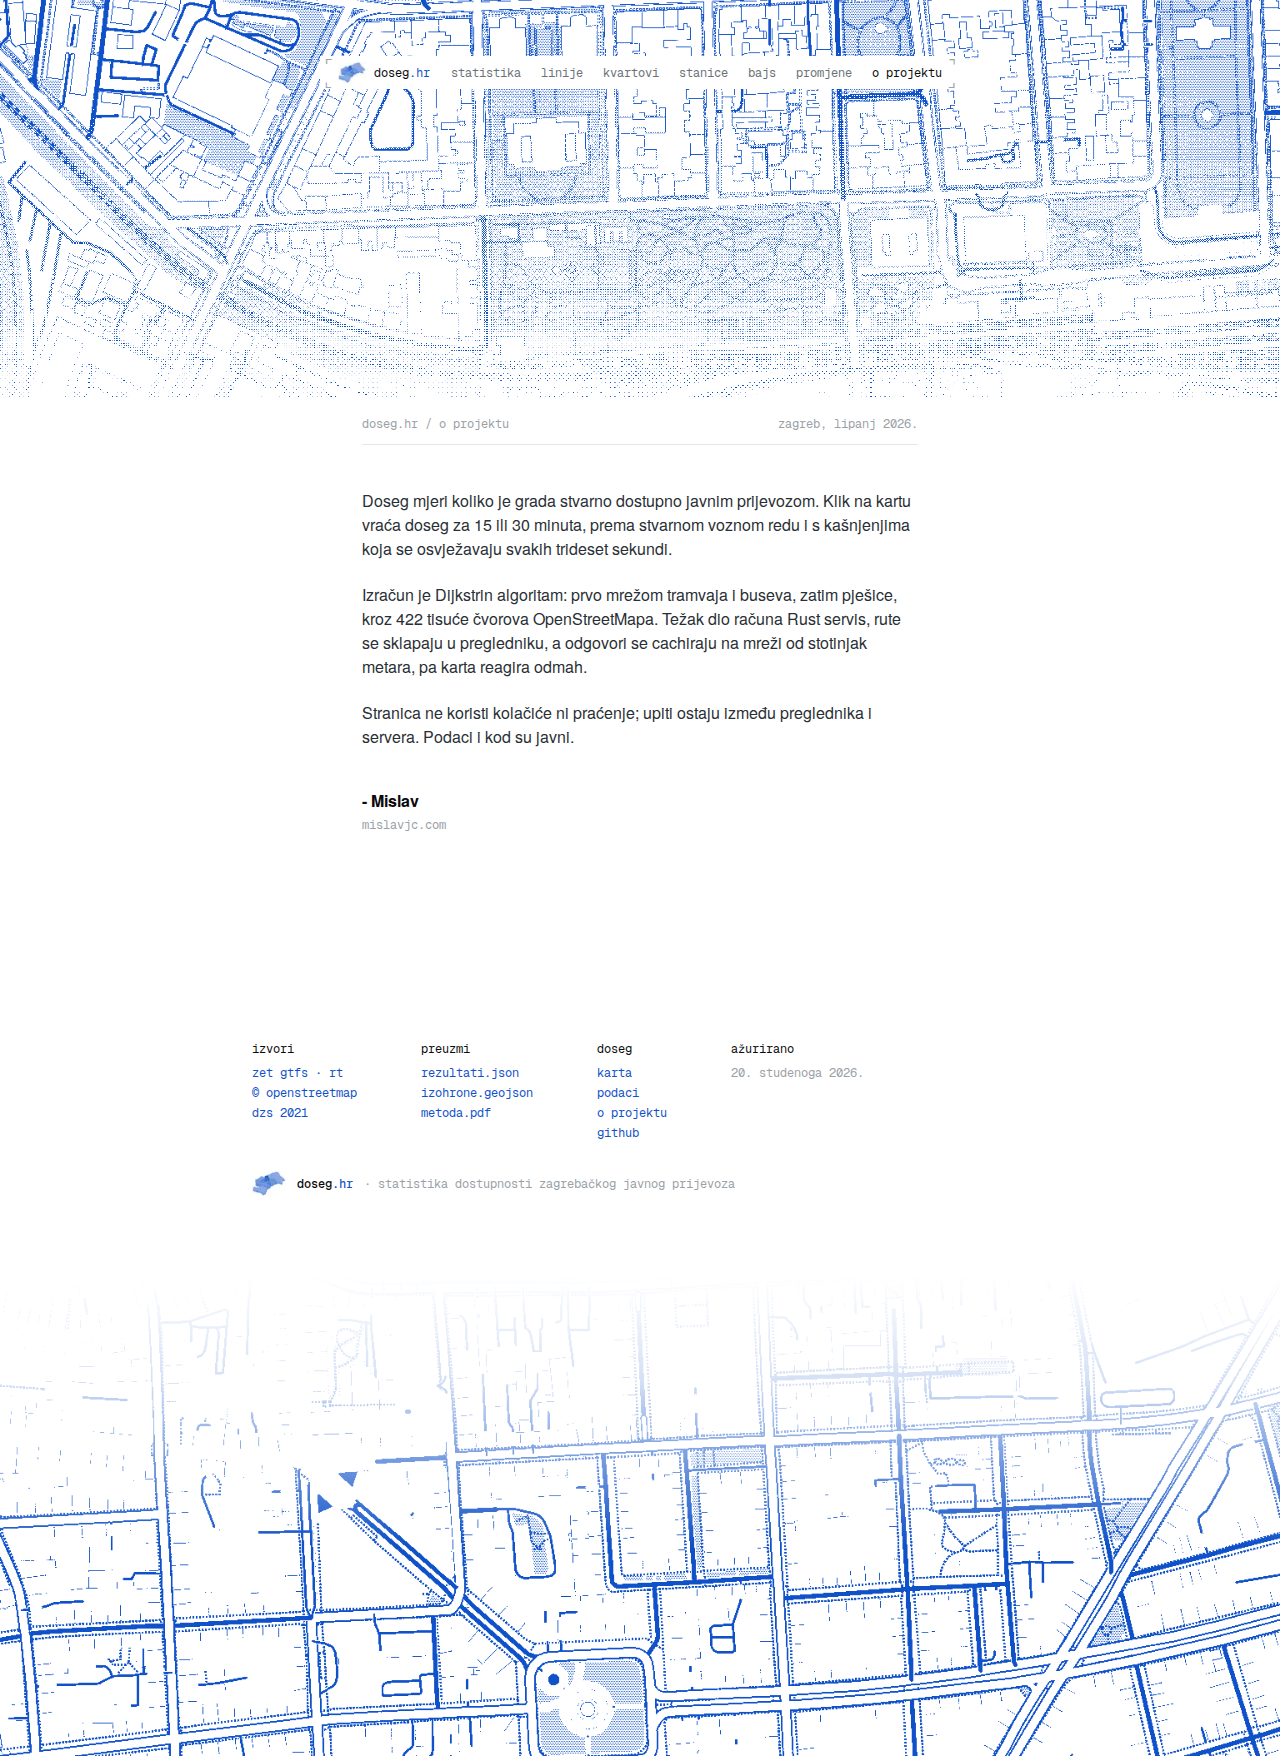 doseg.hr statistika linije kvartovi stanice bajs promjene o projektu
doseg.hr / o projektu zagreb, lipanj 2026.
Doseg mjeri koliko je grada stvarno dostupno javnim prijevozom. Klik na kartu
vraća doseg za 15 ili 30 minuta, prema stvarnom voznom redu i s kašnjenjima
koja se osvježavaju svakih trideset sekundi.
Izračun je Dijkstrin algoritam: prvo mrežom tramvaja i buseva, zatim pješice,
kroz 422 tisuće čvorova OpenStreetMapa. Težak dio računa Rust servis, rute
se sklapaju u pregledniku, a odgovori se cachiraju na mreži od stotinjak
metara, pa karta reagira odmah.
Stranica ne koristi kolačiće ni praćenje; upiti ostaju između preglednika i
servera. Podaci i kod su javni.
- Mislav
mislavjc.com
izvori preuzmi doseg ažurirano
zet gtfs · rt rezultati.json karta 20. studenoga 2026.
© openstreetmap izohrone.geojson podaci
dzs 2021 metoda.pdf o projektu
github
doseg.hr · statistika dostupnosti zagrebačkog javnog prijevoza